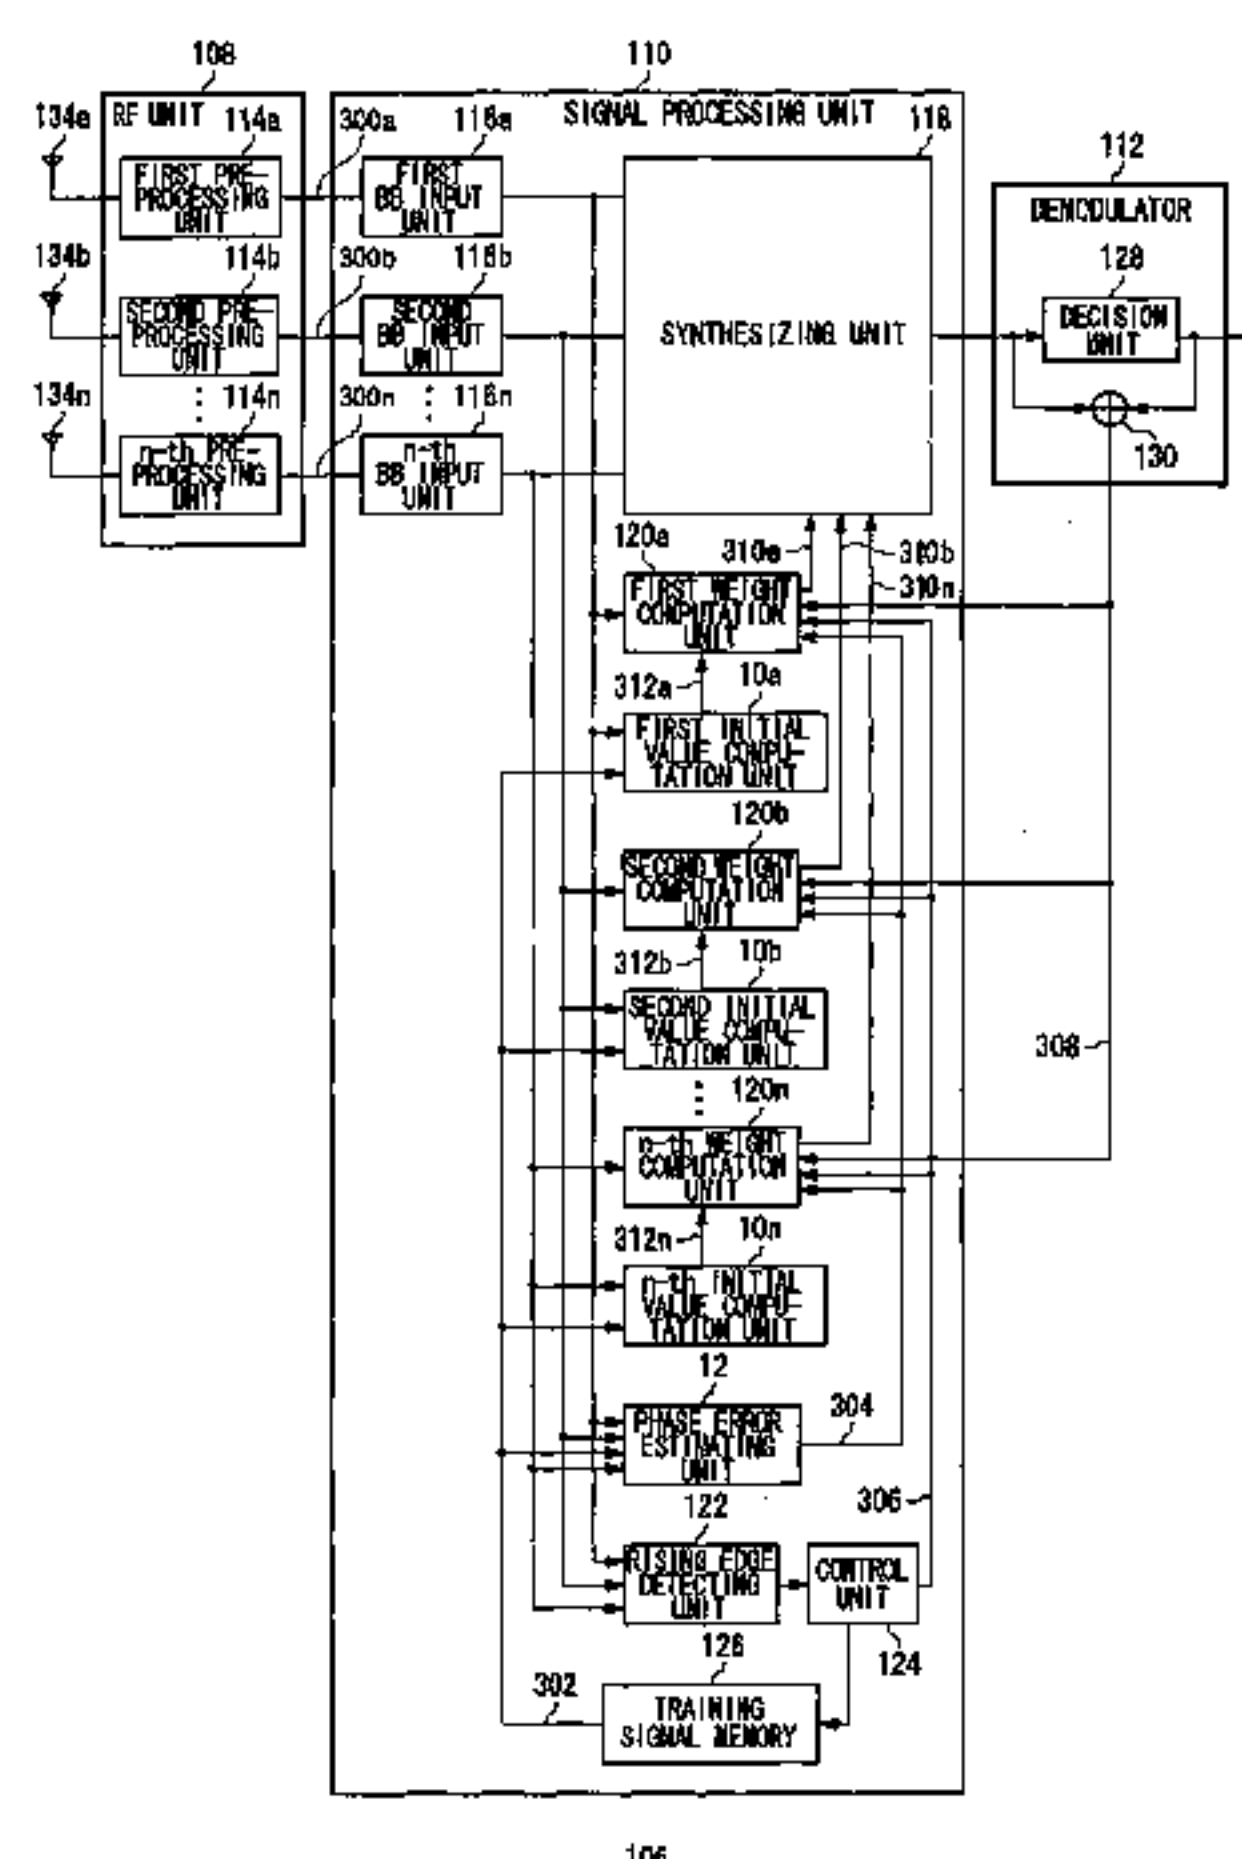 108
110
134a
RF UNIT
114a
300a
116a
SIGNAL PROCESSING UNIT
118
FIRST PRE-
PROCESSING
UNIT
FIRST
BB INPUT
UNIT
112
DEMODULATOR
134b
114b
300b
116b
128
SECOND PRE-
PROCESSING
UNIT
SECOND
BB INPUT
UNIT
SYNTHESIZING UNIT
DECISION
UNIT
134n
114n
300n
116n
n-th PRE-
PROCESSING
UNIT
n-th
BB INPUT
UNIT
130
120a
310a
310b
310n
FIRST WEIGHT
COMPUTATION
UNIT
312a
10a
FIRST INITIAL
VALUE COMPU-
TATION UNIT
120b
SECOND WEIGHT
COMPUTATION
UNIT
312b
10b
SECOND INITIAL
VALUE COMPU-
TATION UNIT
308
120n
n-th WEIGHT
COMPUTATION
UNIT
312n
10n
n-th INITIAL
VALUE COMPU-
TATION UNIT
12
PHASE ERROR
ESTIMATING
UNIT
304
306
122
RISING EDGE
DETECTING
UNIT
CONTROL
UNIT
124
126
302
TRAINING
SIGNAL MEMORY
106